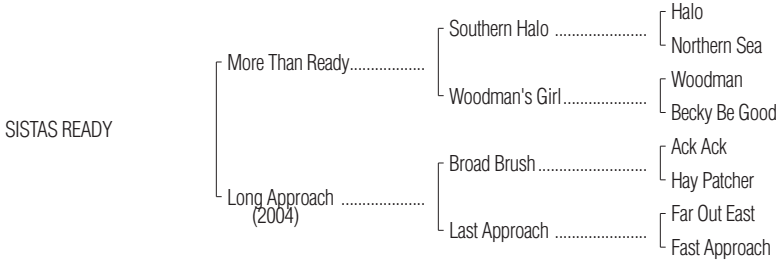 Halo
Southern Halo ......................
Northern Sea
More Than Ready..................
Woodman
Woodman's Girl....................
Becky Be Good
SISTAS READY
Ack Ack
Broad Brush..........................
Hay Patcher
Long Approach ....................
(2004)
Far Out East
Last Approach ......................
Fast Approach